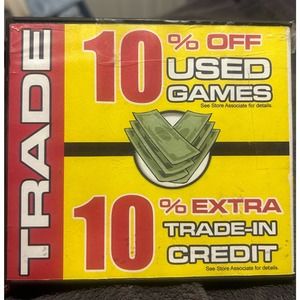 TRADE
10% OFF
USED
GAMES
See Store Associate for details.
10% EXTRA
TRADE-IN
CREDIT
See Store Associate for details.